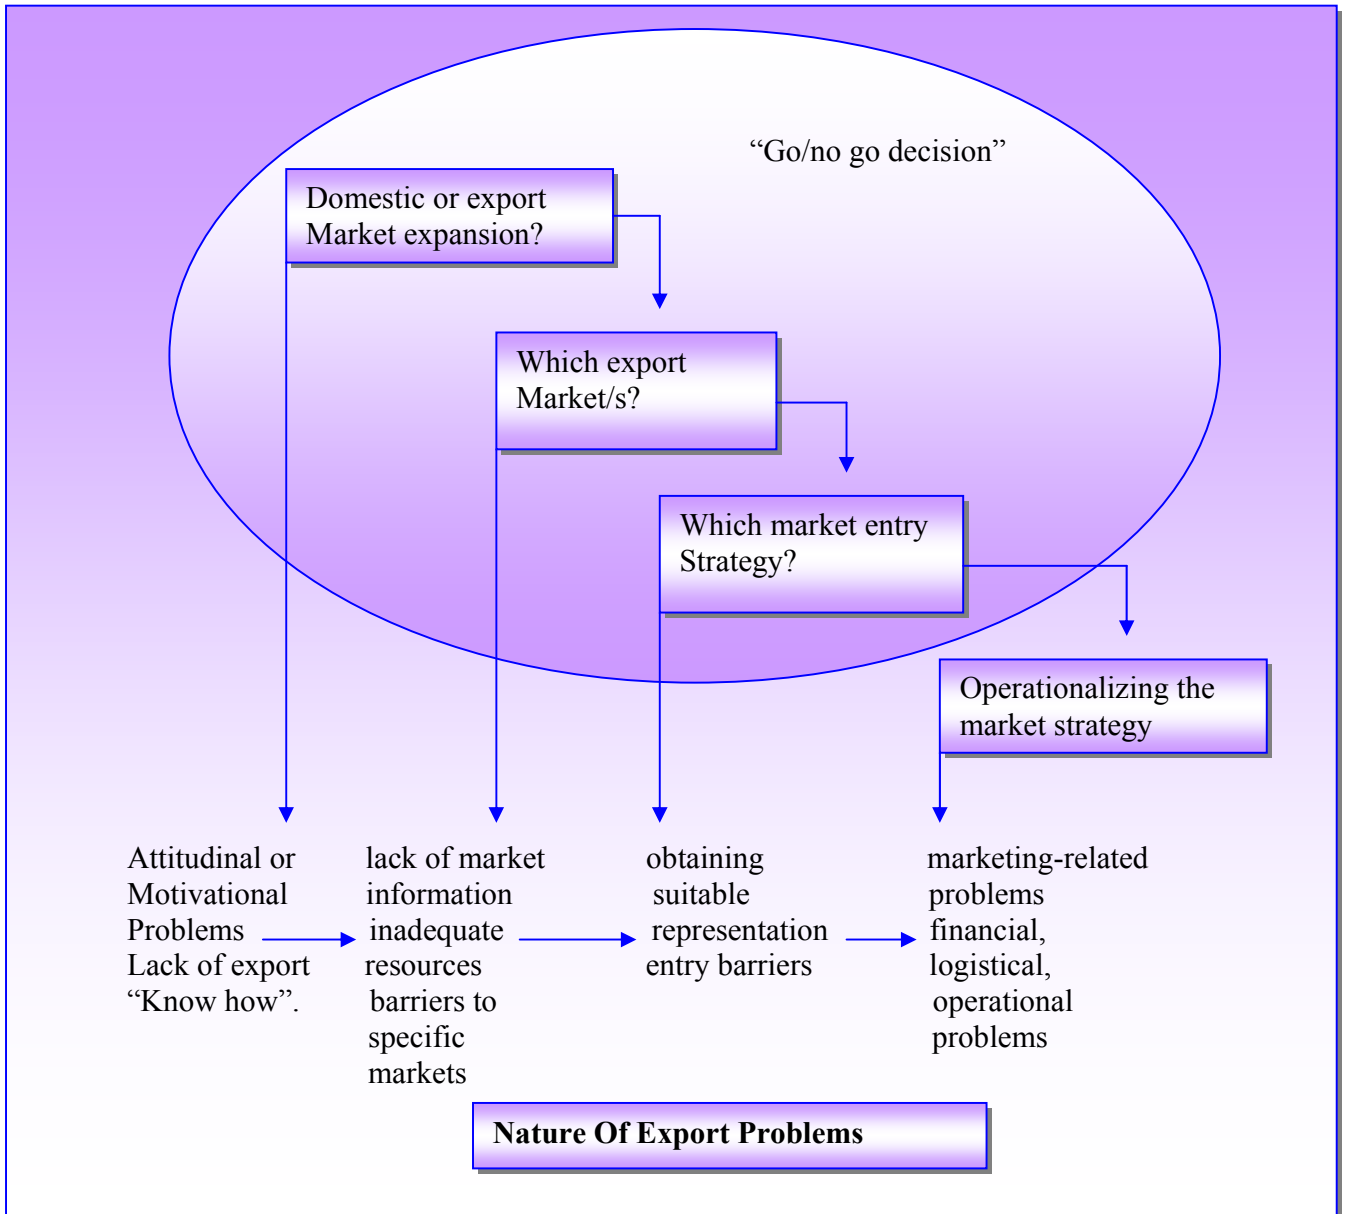 “Go/no go decision”
Domestic or export
Market expansion?
Which export
Market/s?
Which market entry
Strategy?
Operationalizing the
market strategy
Attitudinal or
Motivational
Problems
Lack of export
“Know how”.
lack of market
information
inadequate
resources
barriers to
specific
markets
obtaining
suitable
representation
entry barriers
marketing-related
problems
financial,
logistical,
operational
problems
Nature Of Export Problems